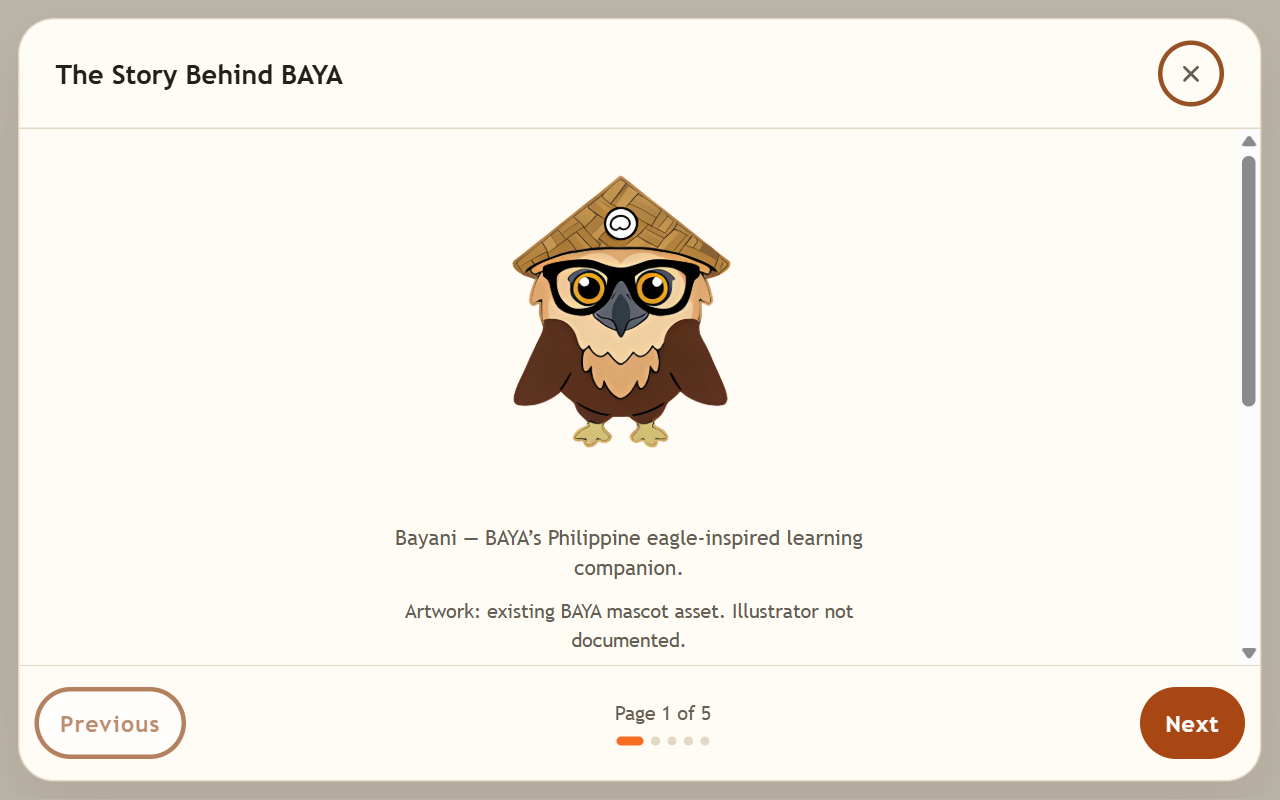 The Story Behind BAYA
Bayani — BAYA’s Philippine eagle-inspired learning
companion.
Artwork: existing BAYA mascot asset. Illustrator not
documented.
Previous
Page 1 of 5
Next